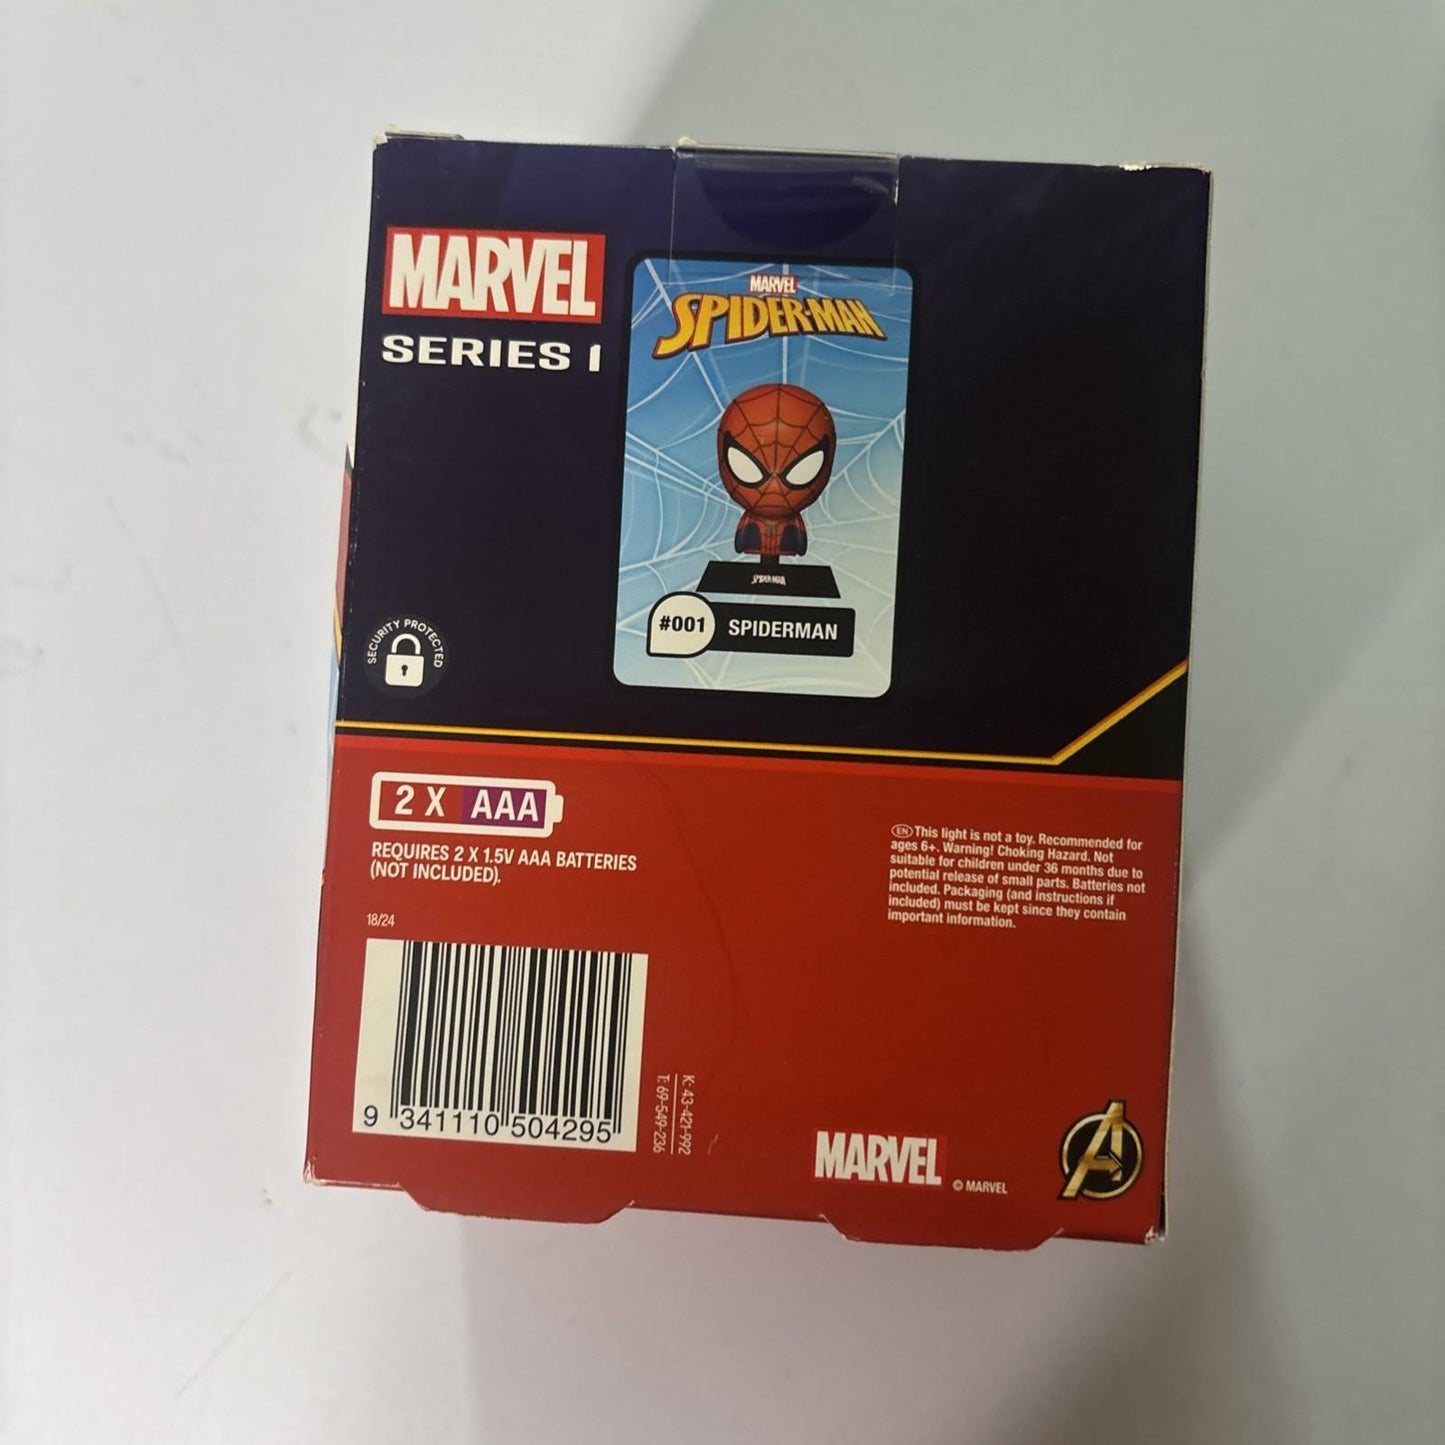 MARVEL
SERIES 1
MARVEL
SPIDER-MAN
SPIDER-MAN
#001 SPIDERMAN
SECURITY PROTECTED
2 X AAA
REQUIRES 2 X 1.5V AAA BATTERIES
(NOT INCLUDED).
EN This light is not a toy. Recommended for
ages 6+. Warning! Choking Hazard. Not
suitable for children under 36 months due to
potential release of small parts. Batteries not
included. Packaging (and instructions if
included) must be kept since they contain
important information.
18/24
9 341110 504295
K: 43-421-992
T: 69-549-236
MARVEL © MARVEL
A